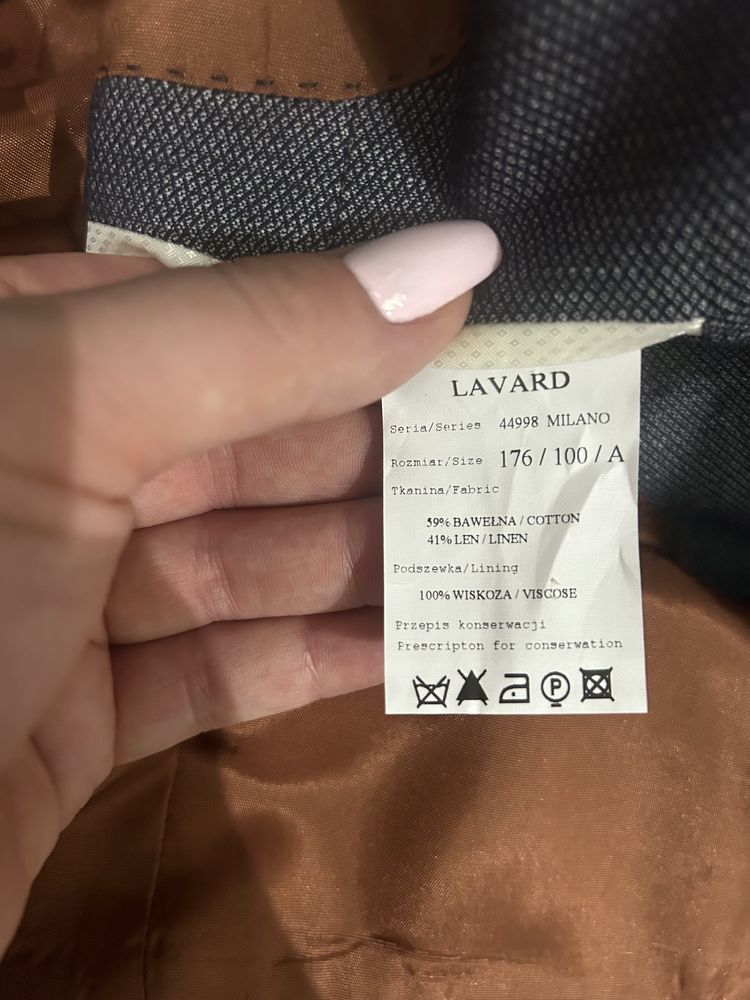 LAVARD
Seria/Series 44998 MILANO
Rozmiar/Size 176 / 100 / A
Tkanina/Fabric
59% BAWEŁNA / COTTON
41% LEN / LINEN
Podszewka/Lining
100% WISKOZA / VISCOSE
Przepis konserwacji
Prescripton for conserwation
P